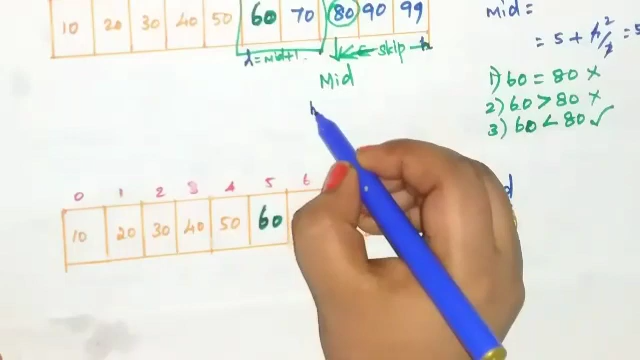 10 20 30 40 50 60 70 80 90 99
l = mid+1
skip
Mid
Mid =
= 5 +
1) 60 = 80 ×
2) 60 > 80 ×
3) 60 < 80 ✓
0 1 2 3 4 5 6
10 20 30 40 50 60